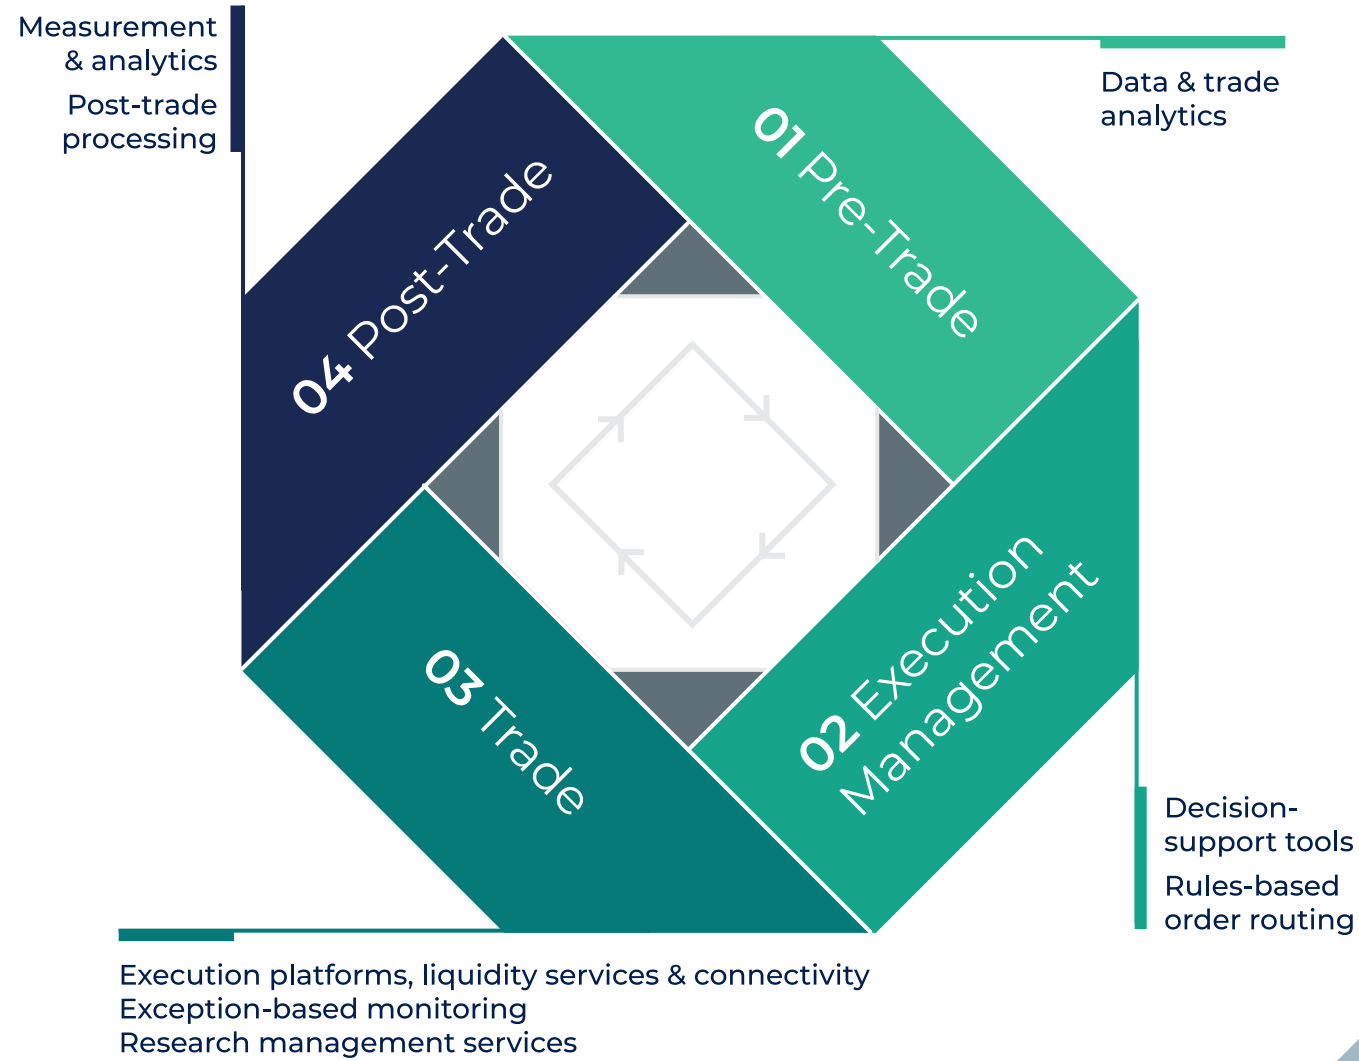 Measurement
& analytics
Post-trade
processing
Data & trade
analytics
01 Pre-Trade
04 Post-Trade
02 Execution
Management
03 Trade
Decision-
support tools
Rules-based
order routing
Execution platforms, liquidity services & connectivity
Exception-based monitoring
Research management services